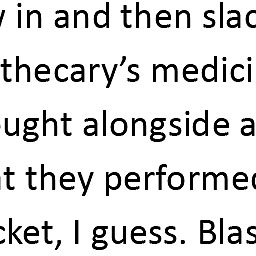 in and then slac
thecary’s medici
ught alongside a
t they performed
cket, I guess. Blas